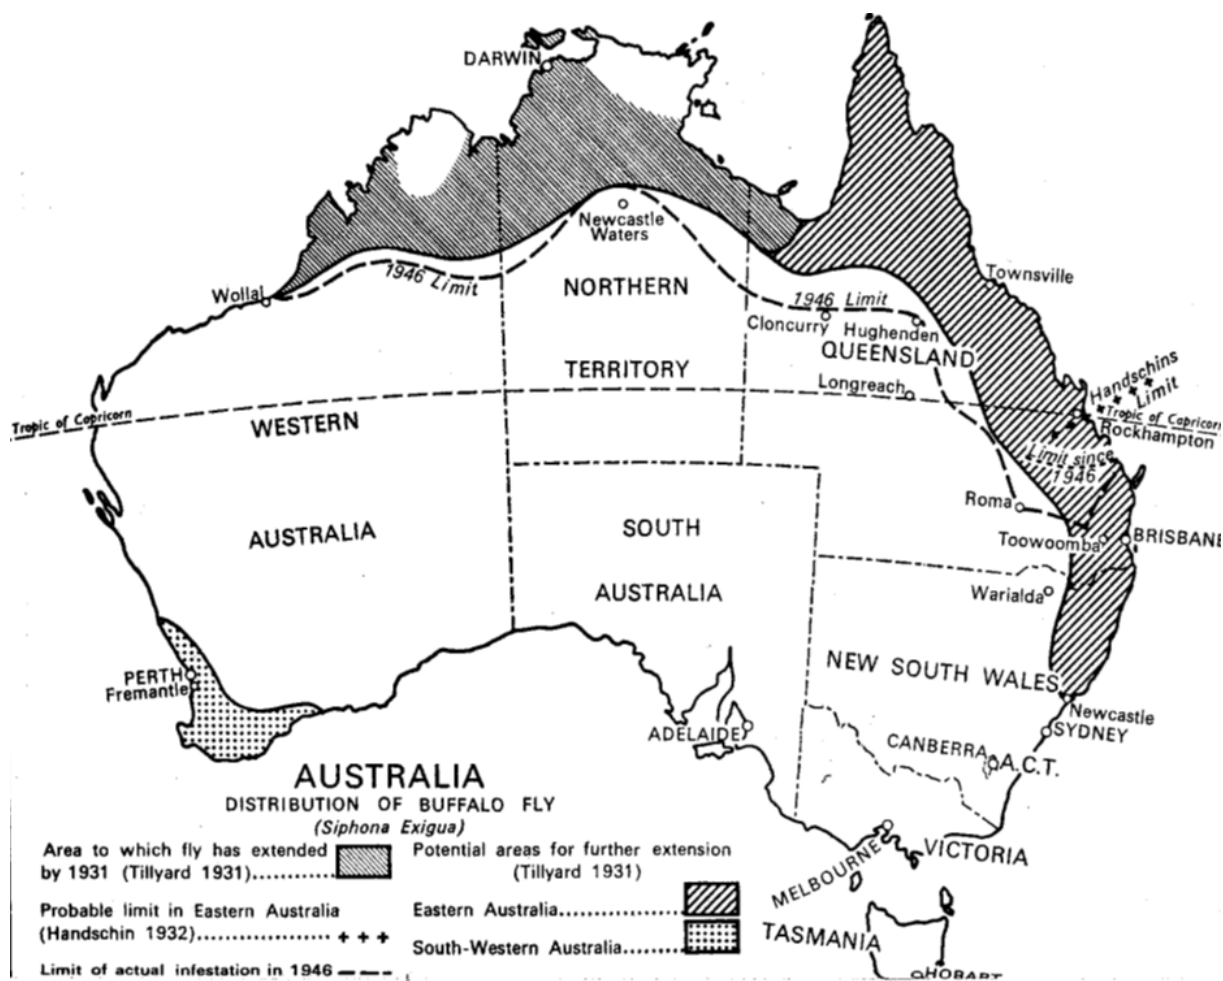 DARWIN
Newcastle
Waters
1946 Limit
Wollal
NORTHERN
TERRITORY
1946 Limit
Cloncurry
Hughenden
QUEENSLAND
Townsville
Longreach
Handschins
Limit
Tropic of Capricorn
Tropic of Capricorn
Rockhampton
WESTERN
AUSTRALIA
Limit since
1946
Roma
Toowoomba
BRISBANE
SOUTH
AUSTRALIA
Warialda
NEW SOUTH WALES
PERTH
Fremantle
Newcastle
SYDNEY
ADELAIDE
CANBERRA
A.C.T.
MELBOURNE
VICTORIA
TASMANIA
HOBART
AUSTRALIA
DISTRIBUTION OF BUFFALO FLY
(Siphona Exigua)
Area to which fly has extended
by 1931 (Tillyard 1931)............
Probable limit in Eastern Australia
(Handschin 1932)..............+ + +
Limit of actual infestation in 1946
Potential areas for further extension
(Tillyard 1931)
Eastern Australia..............
South-Western Australia.......